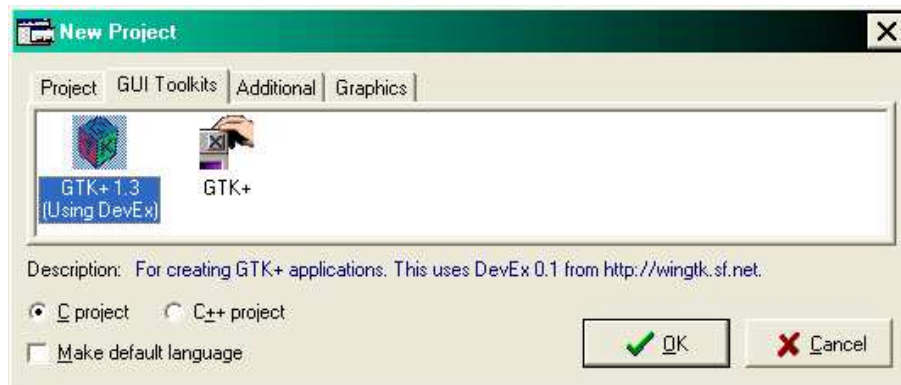 New Project
Project GUI Toolkits Additional Graphics
GTK+ 1.3 GTK+
(Using DevEx)
Description: For creating GTK+ applications. This uses DevEx 0.1 from http://wingtk.sf.net.
C project C++ project
Make default language
OK Cancel